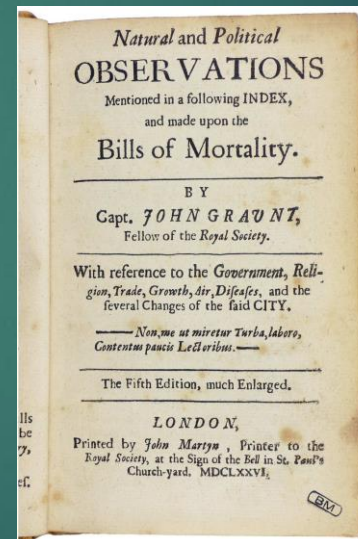 Natural and Political
OBSERVATIONS
Mentioned in a following INDEX,
and made upon the
Bills of Mortality.
BY
Capt. JOHN GRAUNT,
Fellow of the Royal Society.
With reference to the Government, Reli-
gion, Trade, Growth, Air, Diſeaſes, and the
ſeveral Changes of the ſaid CITY.
—— Non, me ut miretur Turba, laboro,
Contentus paucis Lectoribus. ——
The Fifth Edition, much Enlarged.
LONDON,
Printed by John Martyn, Printer to the
Royal Society, at the Sign of the Bell in St. Paul's
Church-yard. MDCLXXVI.
BM
lls
be